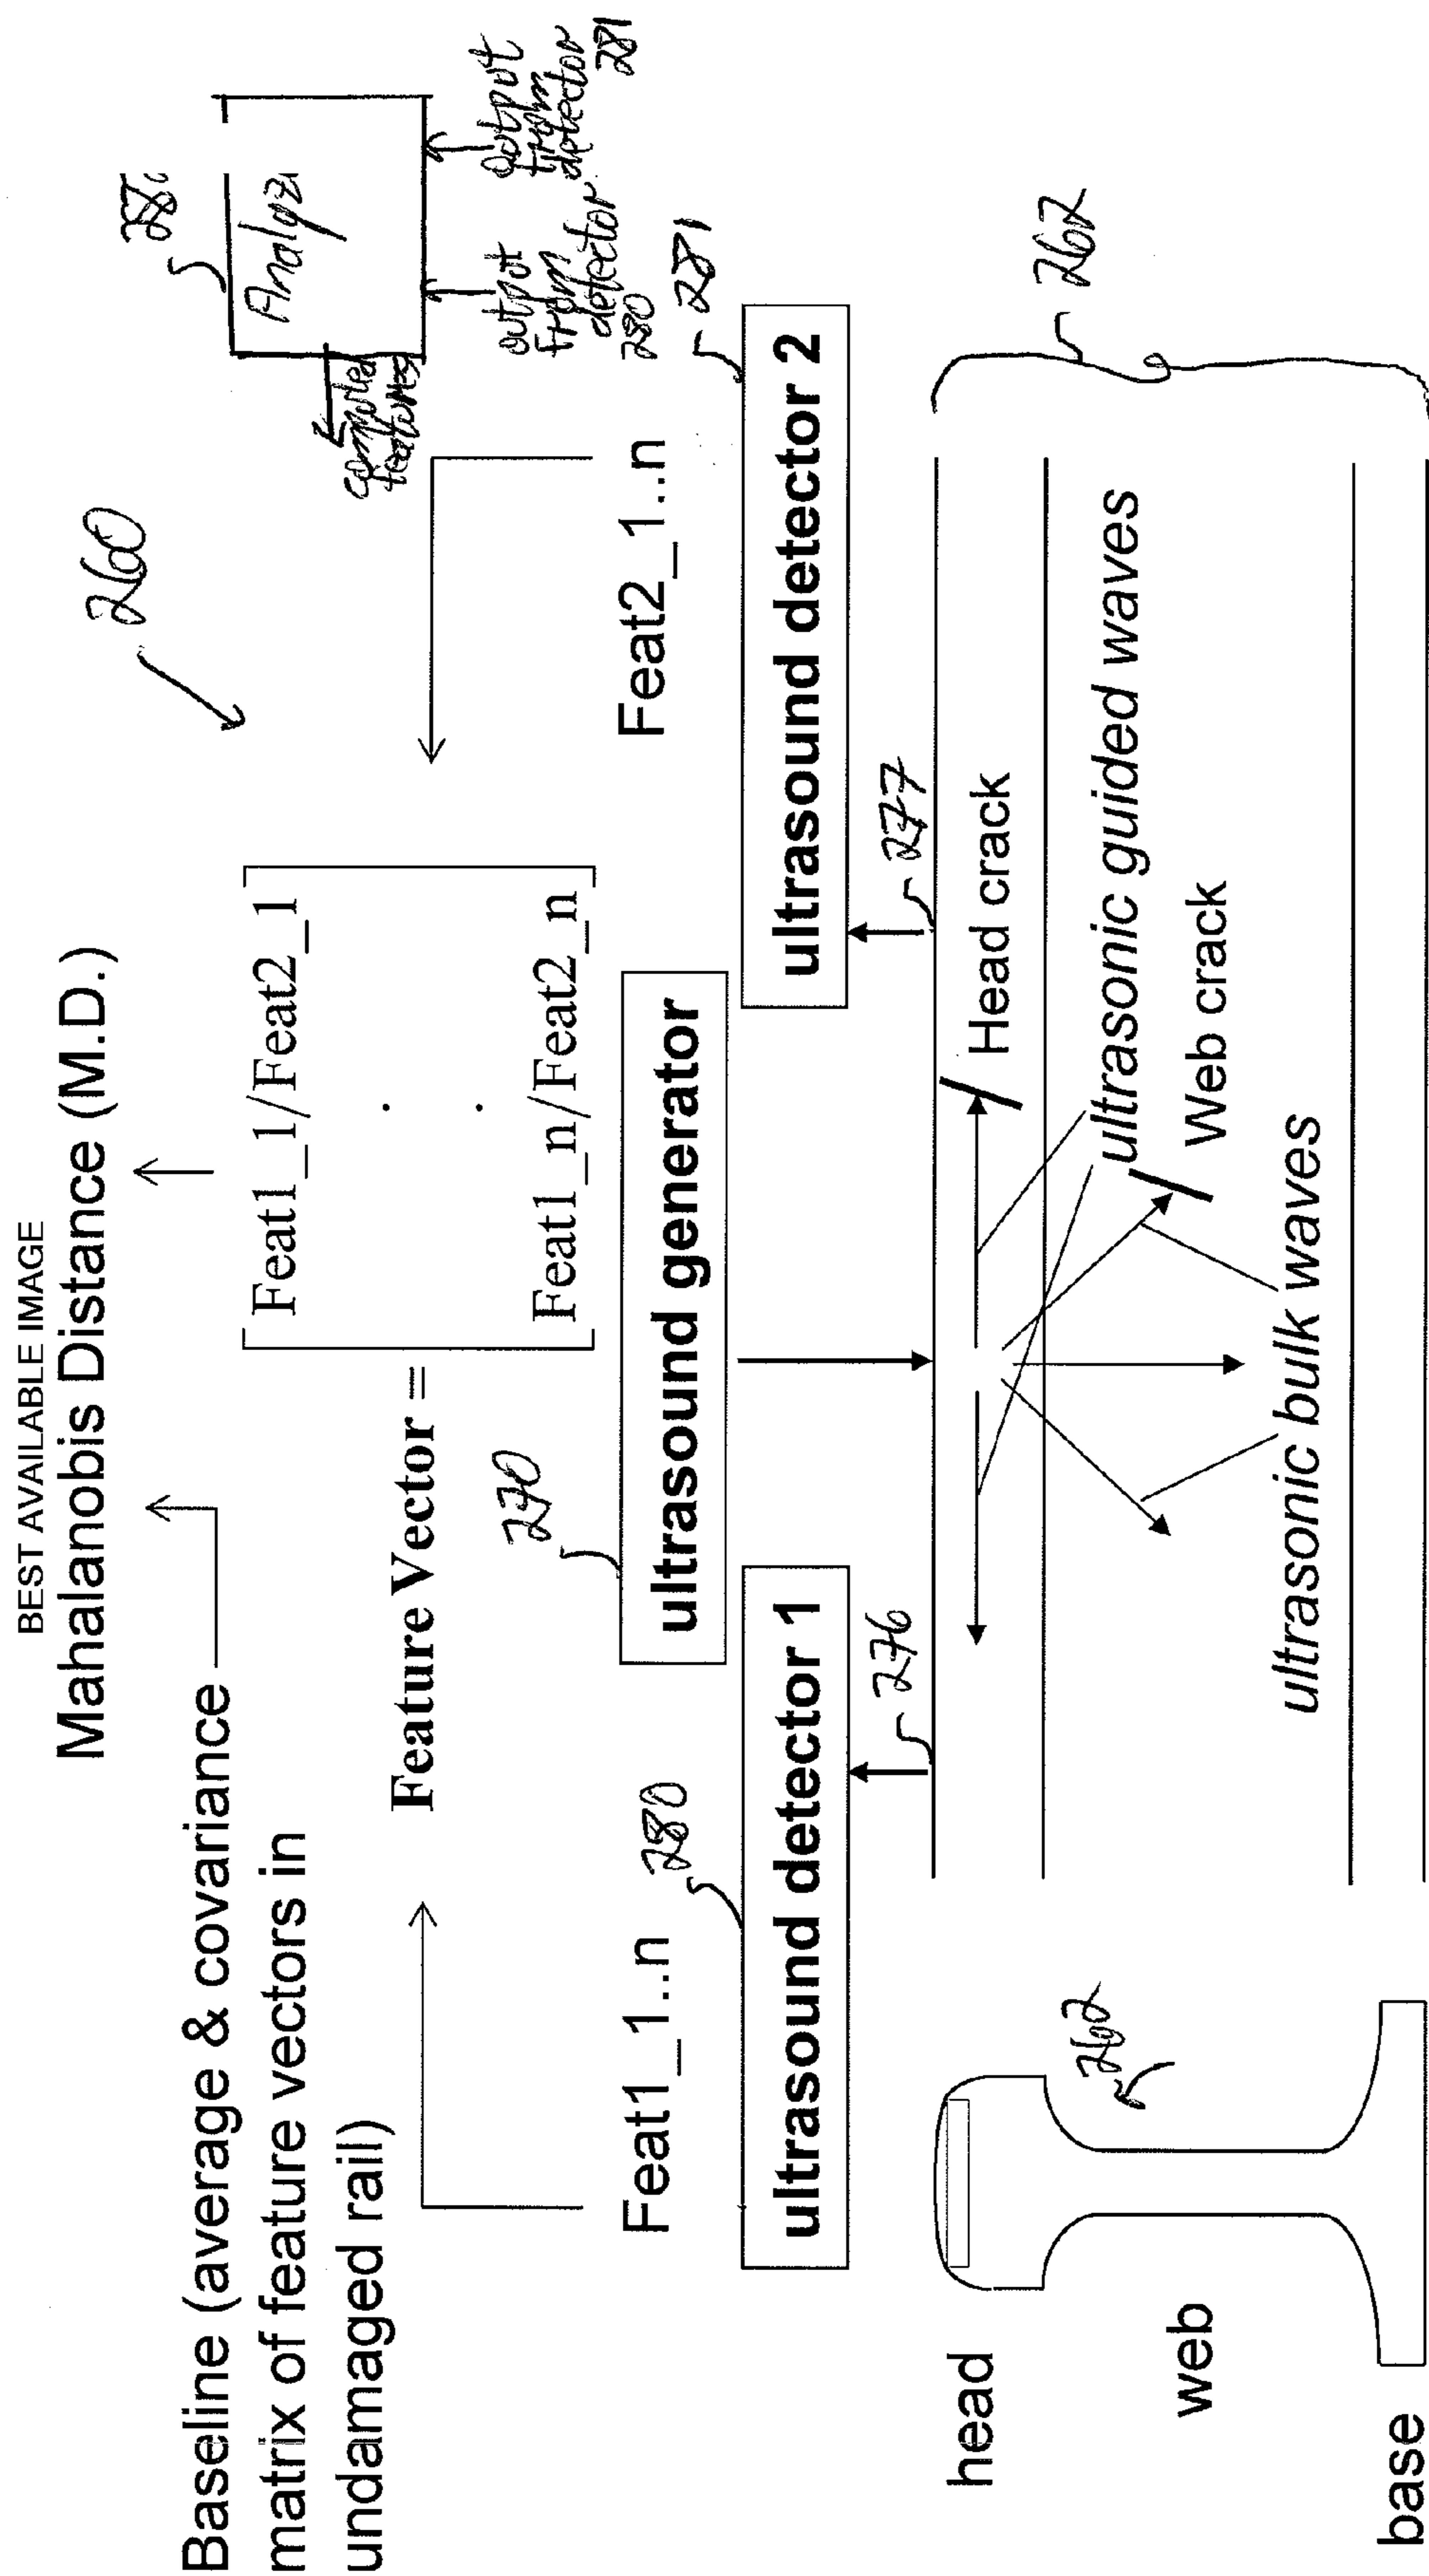 BEST AVAILABLE IMAGE
Mahalanobis Distance (M.D.)
Baseline (average & covariance
matrix of feature vectors in
undamaged rail)
260
Feature Vector =
Feat1_1/Feat2_1
.
.
Feat1_n/Feat2_n
computed
features
output
from
detector
280
output
from
detector
281
Feat1_1..n
Feat2_1..n
270
ultrasound generator
280
ultrasound detector 1
281
ultrasound detector 2
276
277
262
head
Head crack
ultrasonic guided waves
262
web
Web crack
ultrasonic bulk waves
base